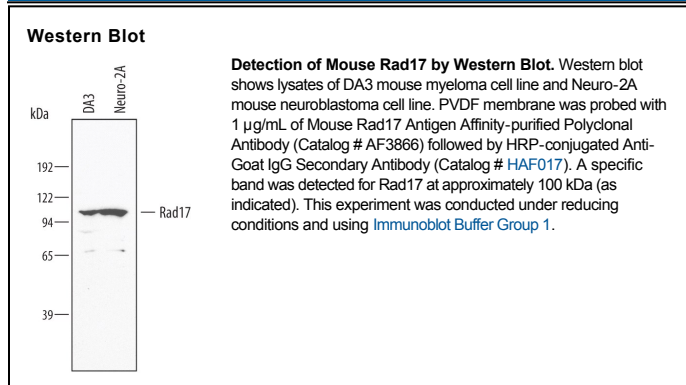 Western Blot
Detection of Mouse Rad17 by Western Blot. Western blot
shows lysates of DA3 mouse myeloma cell line and Neuro-2A
mouse neuroblastoma cell line. PVDF membrane was probed with
1 µg/mL of Mouse Rad17 Antigen Affinity-purified Polyclonal
Antibody (Catalog # AF3866) followed by HRP-conjugated Anti-
Goat IgG Secondary Antibody (Catalog # HAF017). A specific
band was detected for Rad17 at approximately 100 kDa (as
indicated). This experiment was conducted under reducing
conditions and using Immunoblot Buffer Group 1.
kDa
DA3
Neuro-2A
192
122
94
65
39
Rad17